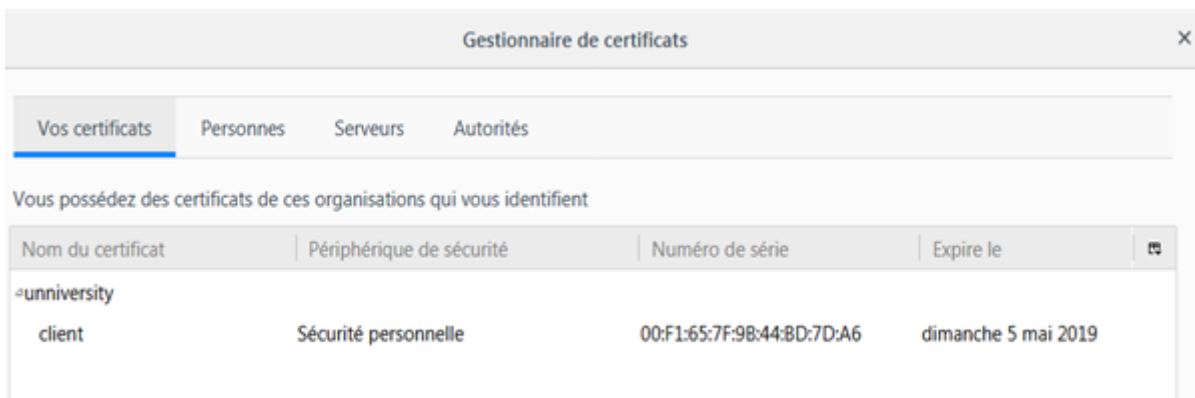 Gestionnaire de certificats
Vos certificats Personnes Serveurs Autorités
Vous possédez des certificats de ces organisations qui vous identifient
Nom du certificat Périphérique de sécurité Numéro de série Expire le
unniversity
client Sécurité personnelle 00:F1:65:7F:9B:44:BD:7D:A6 dimanche 5 mai 2019